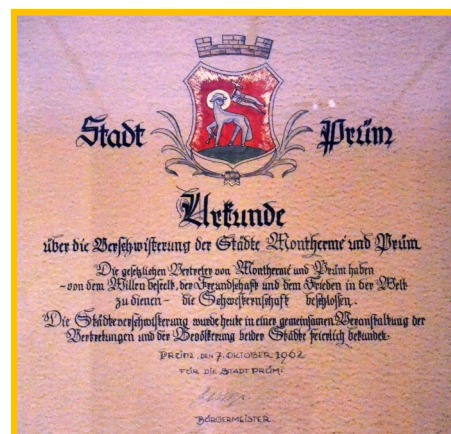 Stadt Prüm
Urkunde
über die Verschwisterung der Städte Monthermé und Prüm
Die gesetzlichen Vertreter von Monthermé und Prüm haben
- von dem Willen beseelt, der Freundschaft und dem Frieden in der Welt
zu dienen - die Schwesternschaft beschlossen.
Die Städteverschwisterung wurde heute in einer gemeinsamen Veranstaltung der
Vertretungen und der Bevölkerung beider Städte feierlich bekundet.
PRÜM, DEN 7. OKTOBER 1962
FÜR DIE STADT PRÜM:
BÜRGERMEISTER